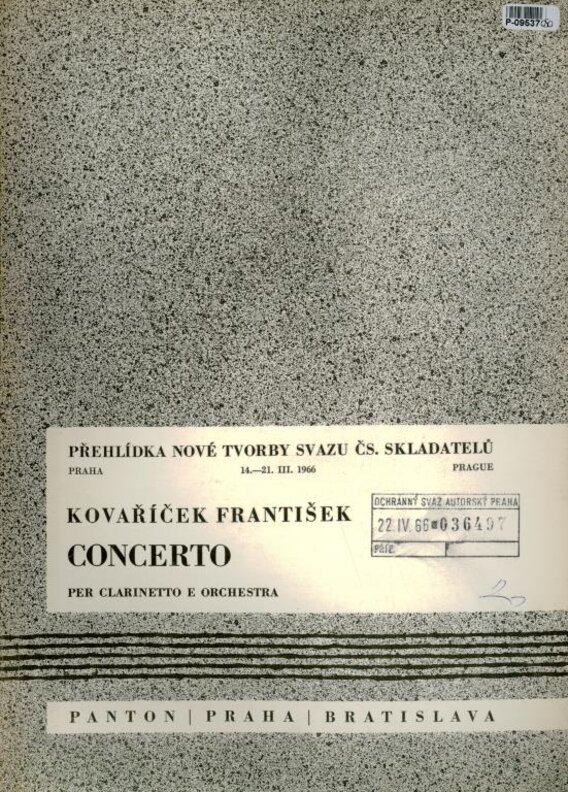 P-09537
PŘEHLÍDKA NOVÉ TVORBY SVAZU ČS. SKLADATELŮ
PRAHA 14.—21. III. 1966 PRAGUE
KOVAŘÍČEK FRANTIŠEK
CONCERTO
PER CLARINETTO E ORCHESTRA
OCHRANNÝ SVAZ AUTORSKÝ PRAHA
22 IV. 66 036497
PANTON | PRAHA | BRATISLAVA